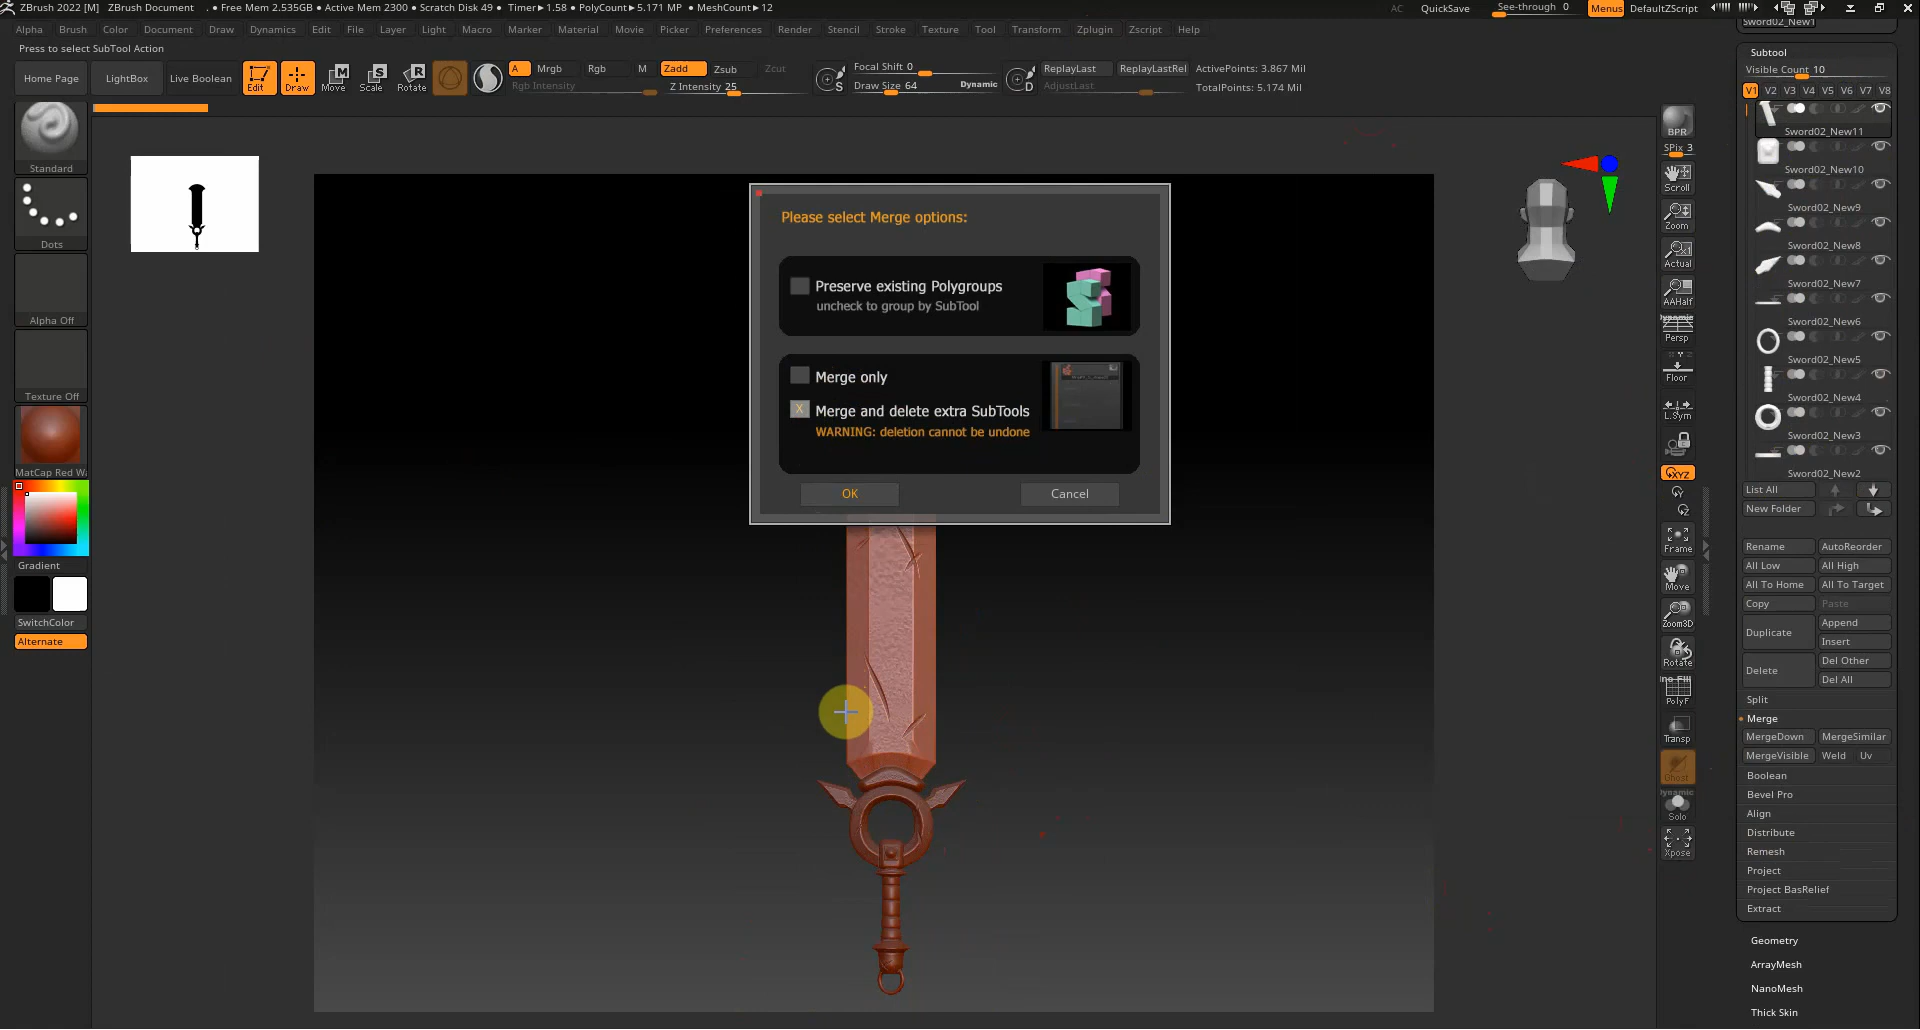 ZBrush 2022 [M] ZBrush Document . • Free Mem 2.535GB • Active Mem 2300 • Scratch Disk 49 • Timer▸1.58 • PolyCount▸5.171 MP • MeshCount▸12 AC QuickSave See-through 0 Menus DefaultZScript
Sword02_New1
Alpha Brush Color Document Draw Dynamics Edit File Layer Light Macro Marker Material Movie Picker Preferences Render Stencil Stroke Texture Tool Transform Zplugin Zscript Help
Press to select SubTool Action
Home Page LightBox Live Boolean Edit Draw Move Scale Rotate
A Mrgb Rgb M Zadd Zsub Zcut
Rgb Intensity Z Intensity 25
Focal Shift 0
Draw Size 64 Dynamic
S D
ReplayLast ReplayLastRel
AdjustLast
ActivePoints: 3.867 Mil
TotalPoints: 5.174 Mil
Standard
Dots
Alpha Off
Texture Off
MatCap Red Wa
Gradient
SwitchColor
Alternate
Please select Merge options:
Preserve existing Polygroups
uncheck to group by SubTool
Merge only
X Merge and delete extra SubTools
WARNING: deletion cannot be undone
OK Cancel
BPR
SPix 3
Scroll
Zoom
Actual
AAHalf
Dynamic
Persp
Floor
L.Sym
XYZ
Y
Z
Frame
Move
Zoom3D
Rotate
PolyF
Transp
Ghost
Dynamic
Solo
Xpose
Subtool
Visible Count 10
V1 V2 V3 V4 V5 V6 V7 V8
Sword02_New11
Sword02_New10
Sword02_New9
Sword02_New8
Sword02_New7
Sword02_New6
Sword02_New5
Sword02_New4
Sword02_New3
Sword02_New2
List All
New Folder
Rename AutoReorder
All Low All High
All To Home All To Target
Copy Paste
Duplicate Append
Insert
Delete Del Other
Del All
Split
Merge
MergeDown MergeSimilar
MergeVisible Weld Uv
Boolean
Bevel Pro
Align
Distribute
Remesh
Project
Project BasRelief
Extract
Geometry
ArrayMesh
NanoMesh
Thick Skin